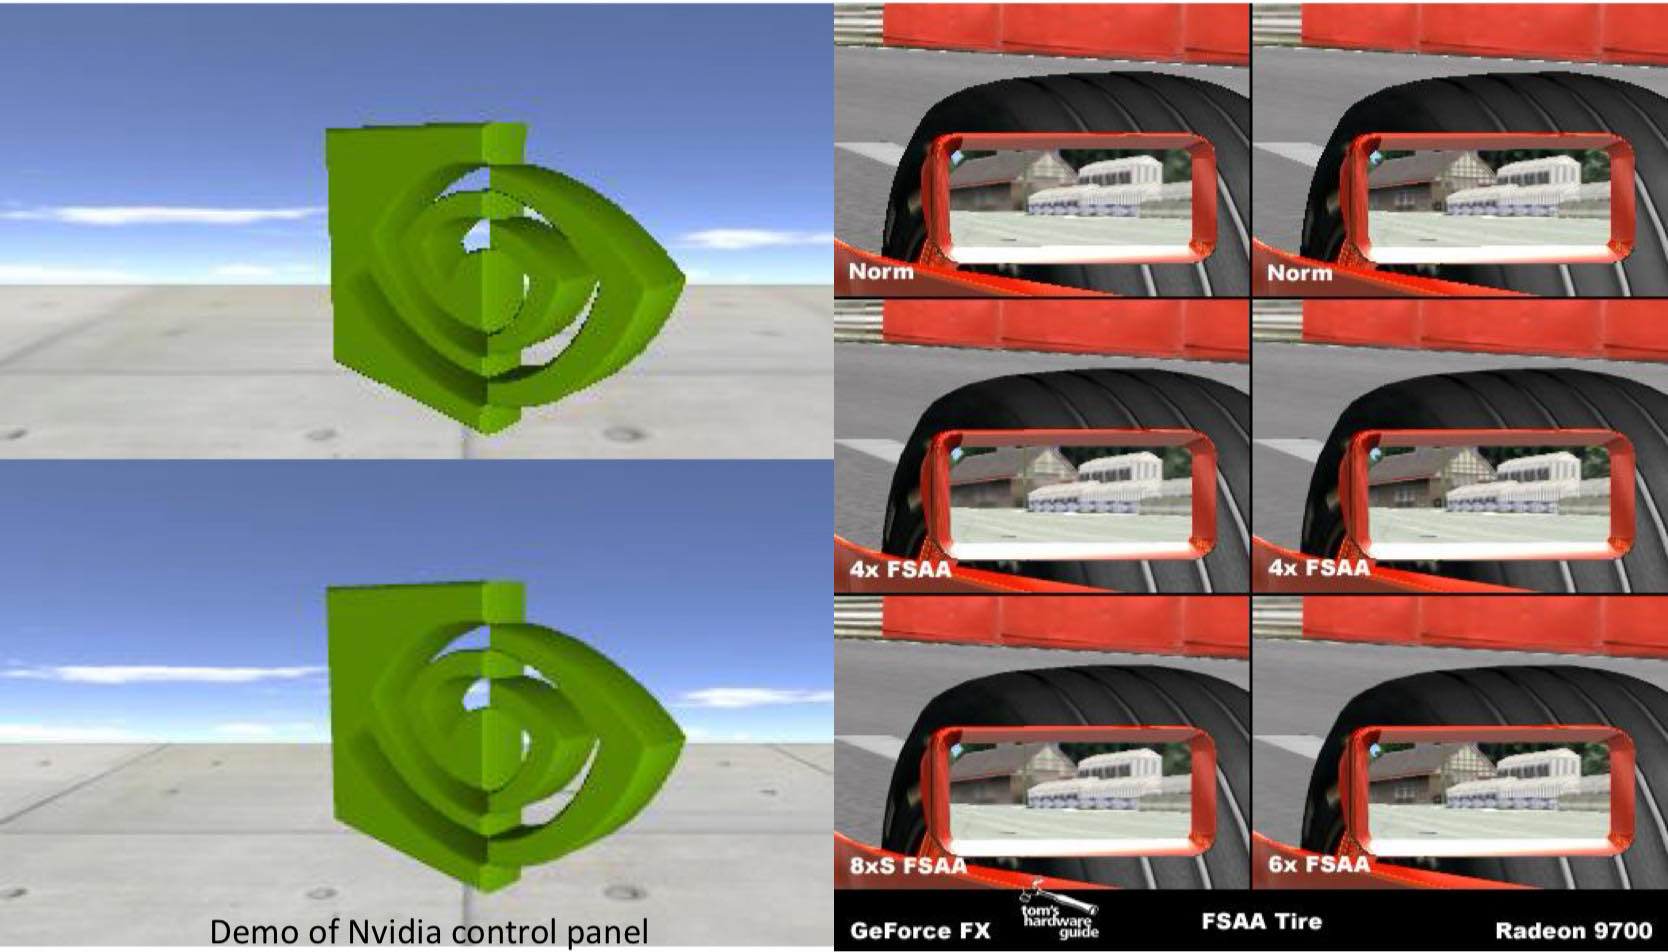 Norm
Norm
4x FSAA
4x FSAA
8xS FSAA
6x FSAA
Demo of Nvidia control panel
GeForce FX
tom's
hardware
guide
FSAA Tire
Radeon 9700